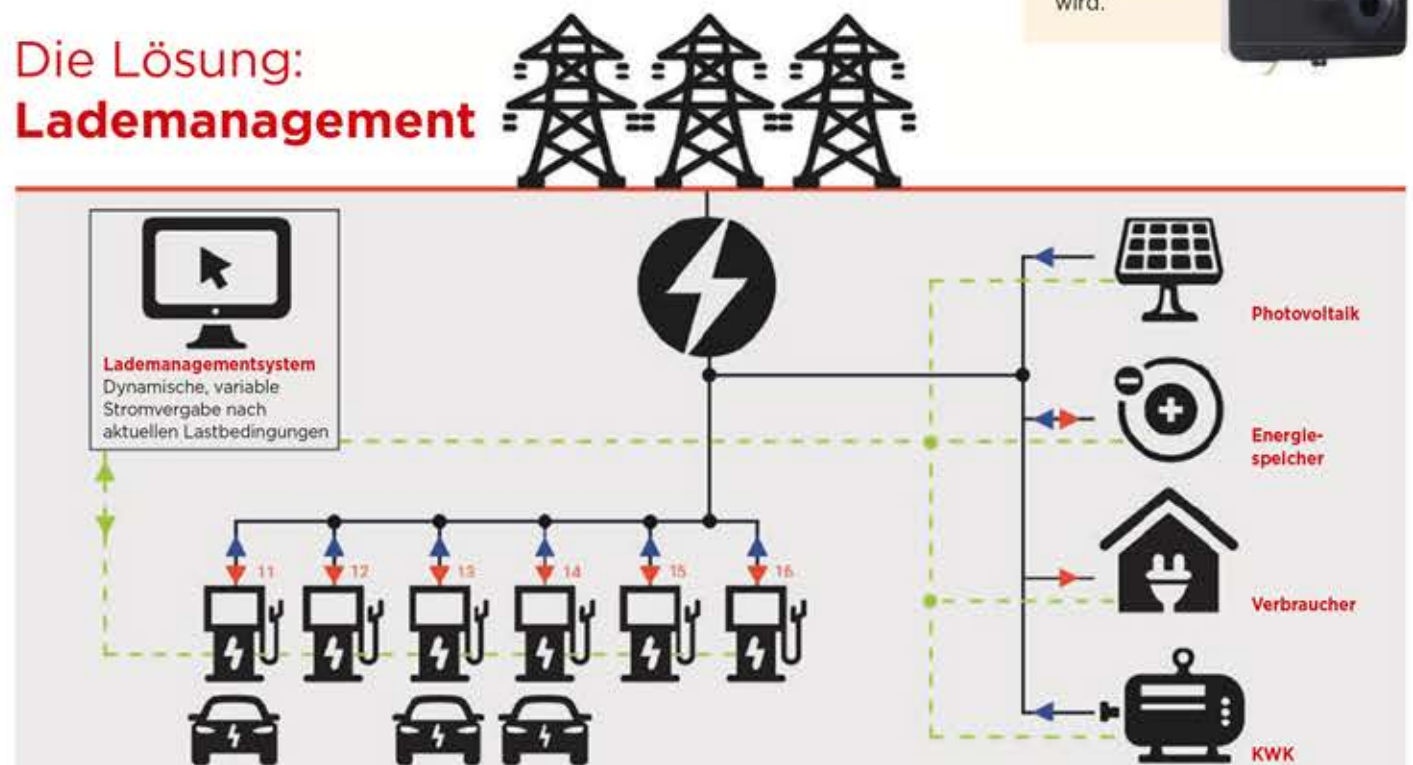 wird.
Die Lösung:
Lademanagement
Lademanagementsystem
Dynamische, variable
Stromvergabe nach
aktuellen Lastbedingungen
Photovoltaik
Energie-
speicher
Verbraucher
KWK
11 12 13 14 15 16